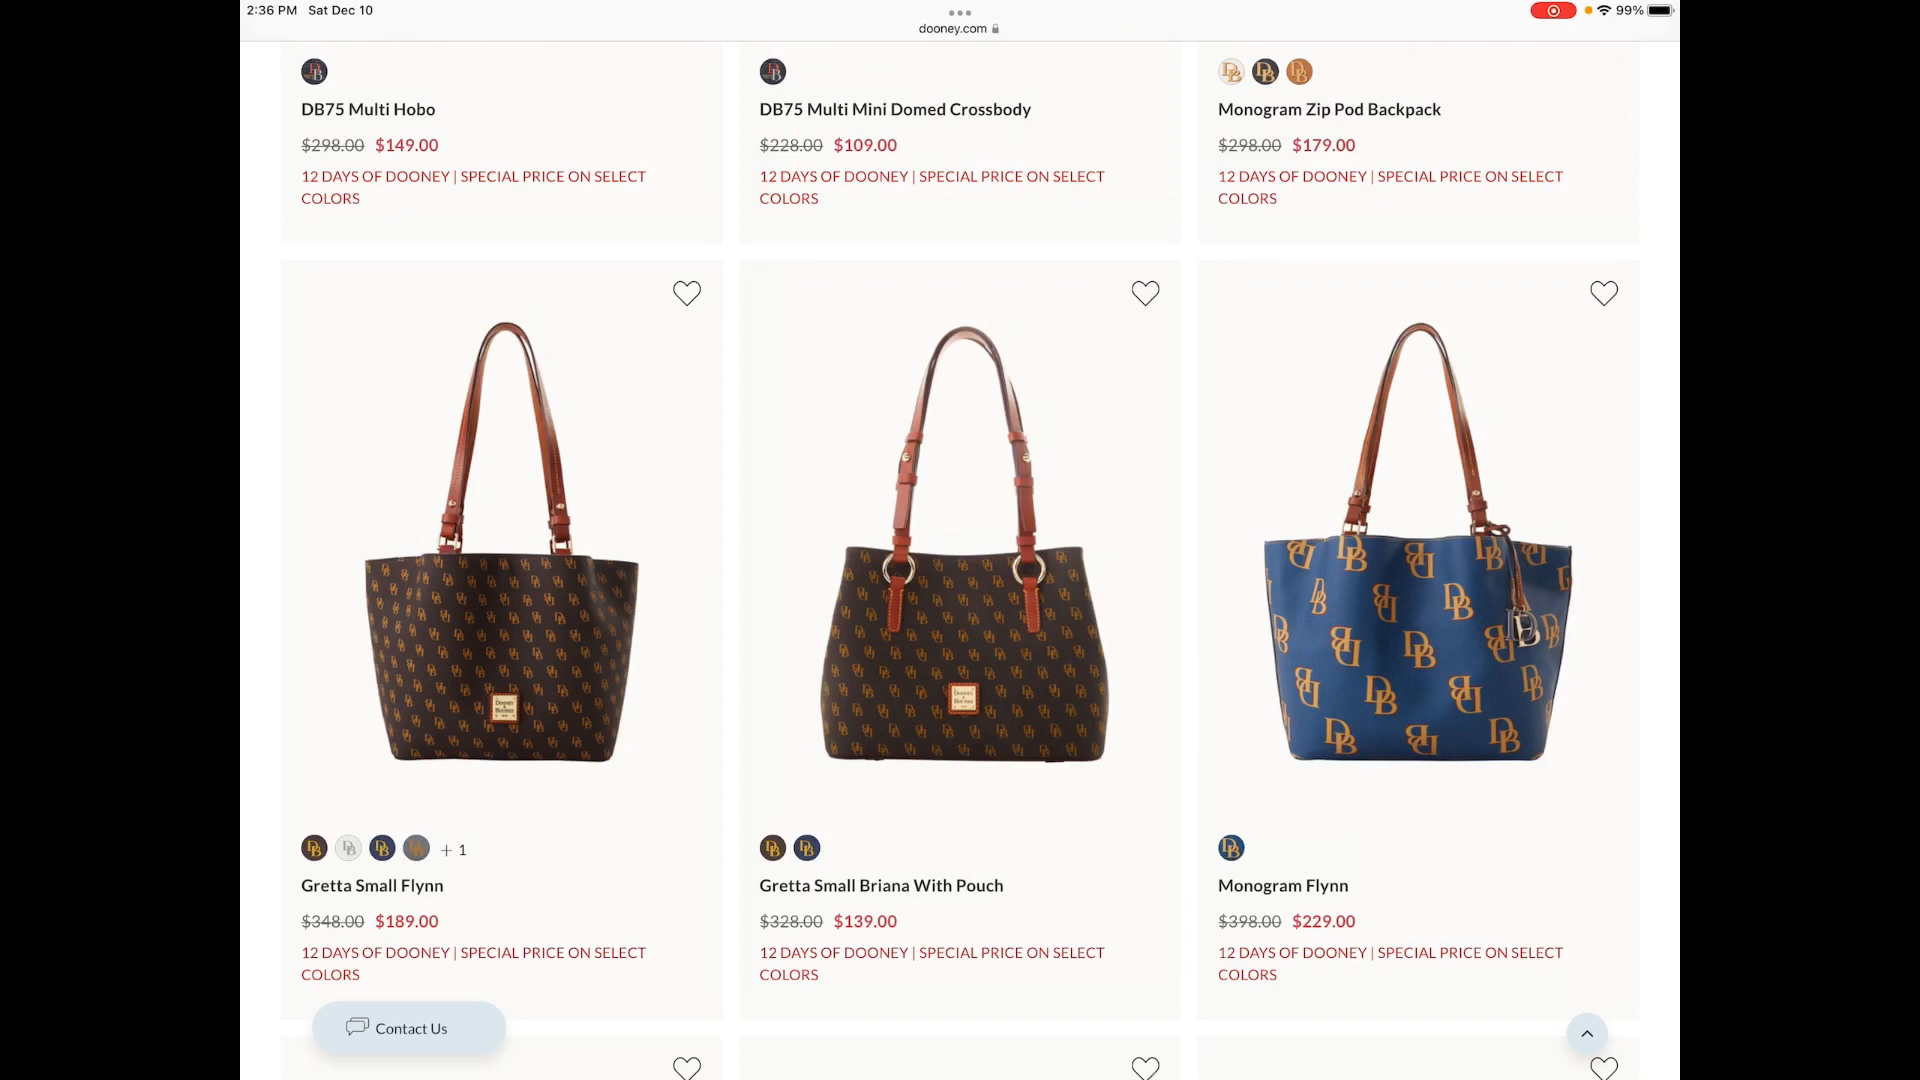 2:36 PM Sat Dec 10
99%
dooney.com
DB75 Multi Hobo
$298.00 $149.00
12 DAYS OF DOONEY | SPECIAL PRICE ON SELECT
COLORS
DB75 Multi Mini Domed Crossbody
$228.00 $109.00
12 DAYS OF DOONEY | SPECIAL PRICE ON SELECT
COLORS
Monogram Zip Pod Backpack
$298.00 $179.00
12 DAYS OF DOONEY | SPECIAL PRICE ON SELECT
COLORS
DOONEY
&
BOURKE
DOONEY
&
BOURKE
DB
+ 1
Gretta Small Flynn
$348.00 $189.00
12 DAYS OF DOONEY | SPECIAL PRICE ON SELECT
COLORS
Gretta Small Briana With Pouch
$328.00 $139.00
12 DAYS OF DOONEY | SPECIAL PRICE ON SELECT
COLORS
Monogram Flynn
$398.00 $229.00
12 DAYS OF DOONEY | SPECIAL PRICE ON SELECT
COLORS
Contact Us